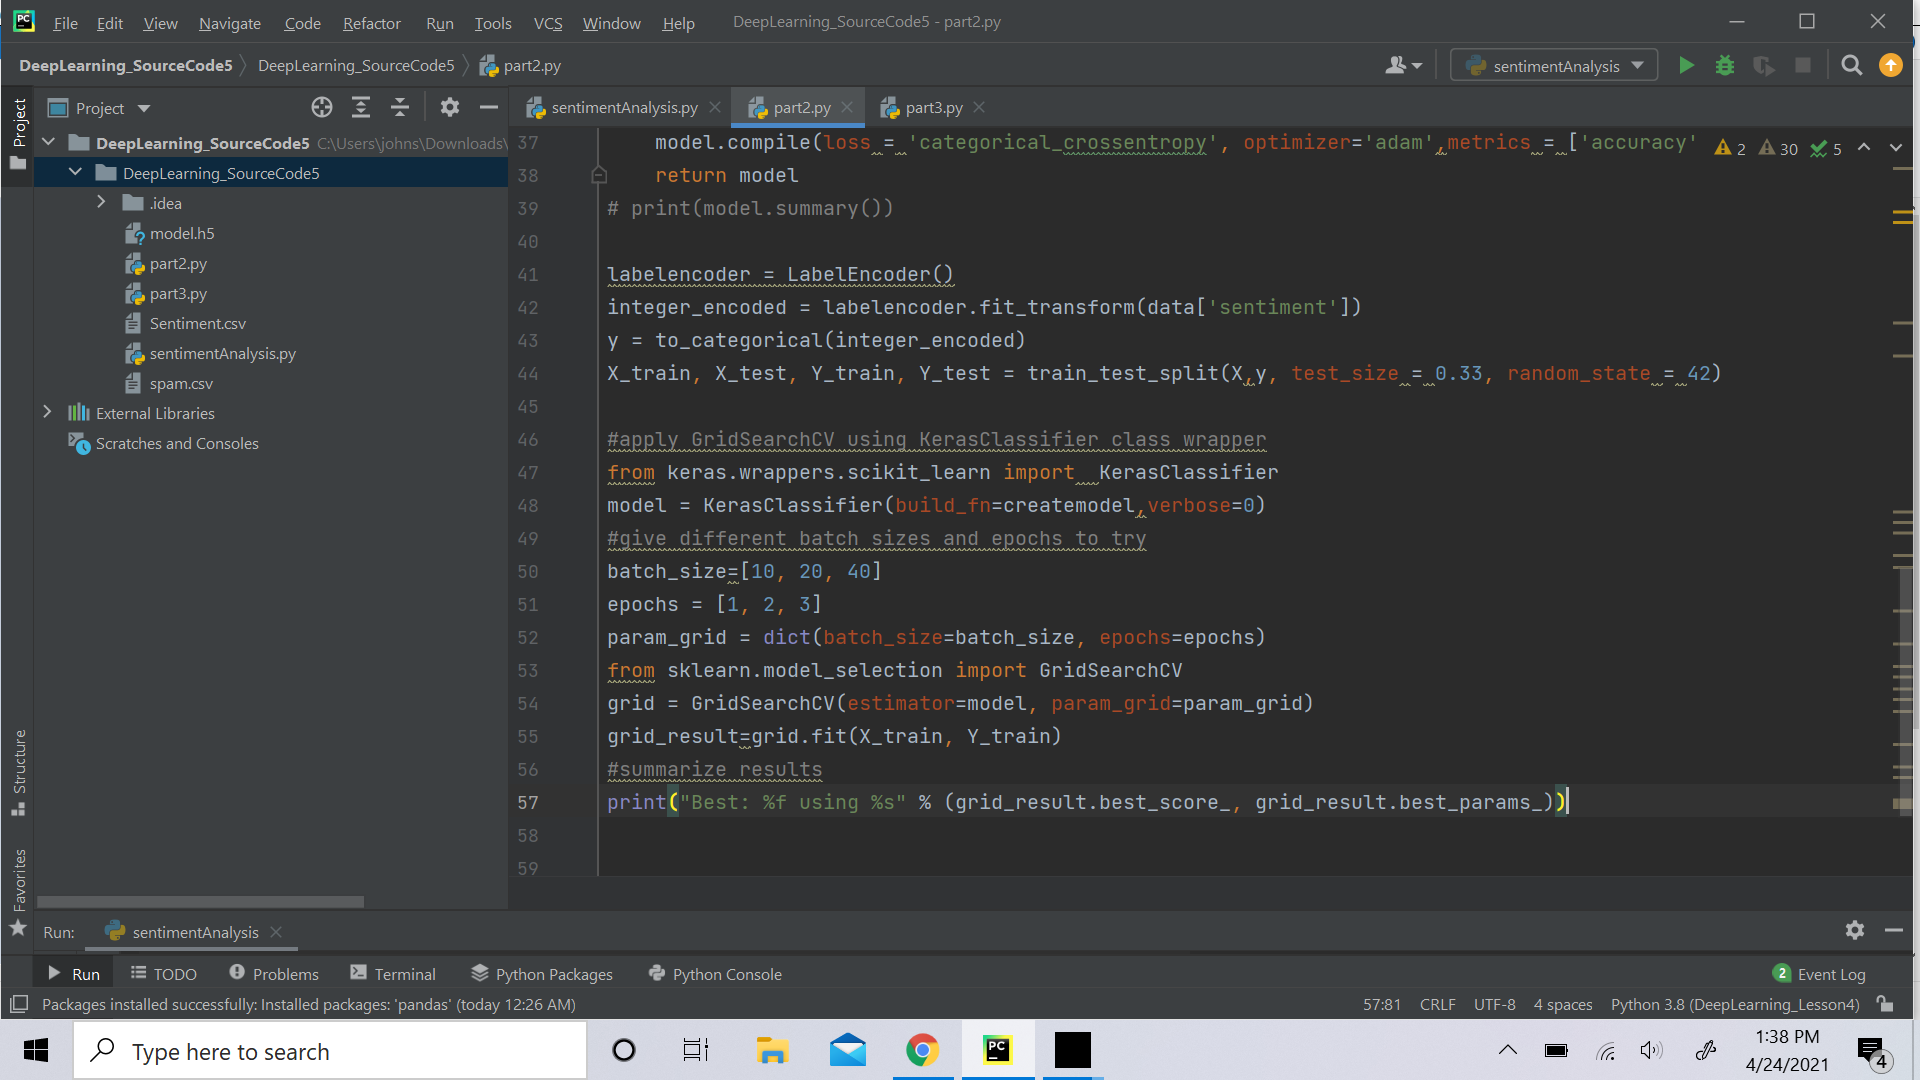 PC File Edit View Navigate Code Refactor Run Tools VCS Window Help DeepLearning_SourceCode5 - part2.py
DeepLearning_SourceCode5 DeepLearning_SourceCode5 part2.py sentimentAnalysis
Project
Project
sentimentAnalysis.py part2.py part3.py
DeepLearning_SourceCode5 C:\Users\johns\Downloads\
DeepLearning_SourceCode5
.idea
model.h5
part2.py
part3.py
Sentiment.csv
sentimentAnalysis.py
spam.csv
External Libraries
Scratches and Consoles
Structure
Favorites
2 30 5
37 model.compile(loss = 'categorical_crossentropy', optimizer='adam',metrics = ['accuracy'
38 return model
39 # print(model.summary())
40
41 labelencoder = LabelEncoder()
42 integer_encoded = labelencoder.fit_transform(data['sentiment'])
43 y = to_categorical(integer_encoded)
44 X_train, X_test, Y_train, Y_test = train_test_split(X,y, test_size = 0.33, random_state = 42)
45
46 #apply GridSearchCV using KerasClassifier class wrapper
47 from keras.wrappers.scikit_learn import  KerasClassifier
48 model = KerasClassifier(build_fn=createmodel,verbose=0)
49 #give different batch sizes and epochs to try
50 batch_size=[10, 20, 40]
51 epochs = [1, 2, 3]
52 param_grid = dict(batch_size=batch_size, epochs=epochs)
53 from sklearn.model_selection import GridSearchCV
54 grid = GridSearchCV(estimator=model, param_grid=param_grid)
55 grid_result=grid.fit(X_train, Y_train)
56 #summarize results
57 print("Best: %f using %s" % (grid_result.best_score_, grid_result.best_params_))
58
59
Run: sentimentAnalysis
Run TODO Problems Terminal Python Packages Python Console 2 Event Log
Packages installed successfully: Installed packages: 'pandas' (today 12:26 AM) 57:81 CRLF UTF-8 4 spaces Python 3.8 (DeepLearning_Lesson4)
Type here to search
PC
1:38 PM
4/24/2021
4